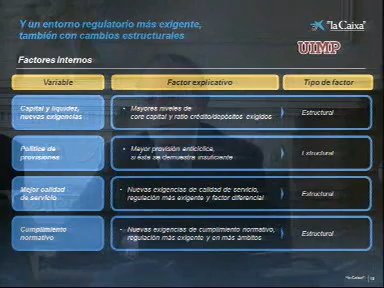 Y un entorno regulatorio más exigente,
también con cambios estructurales
"la Caixa"
UIMP
Factores internos
Variable
Factor explicativo
Tipo de factor
Capital y liquidez,
nuevas exigencias
• Mayores niveles de
core capital y ratio crédito/depósitos exigidos
Estructural
Política de
provisiones
• Mayor provisión anticíclica,
si ésta se demuestra insuficiente
Estructural
Mejor calidad
de servicio
• Nuevas exigencias de calidad de servicio,
regulación más exigente y factor diferencial
Estructural
Cumplimiento
normativo
• Nuevas exigencias de cumplimiento normativo,
regulación más exigente y en más ámbitos
Estructural
"la Caixa"